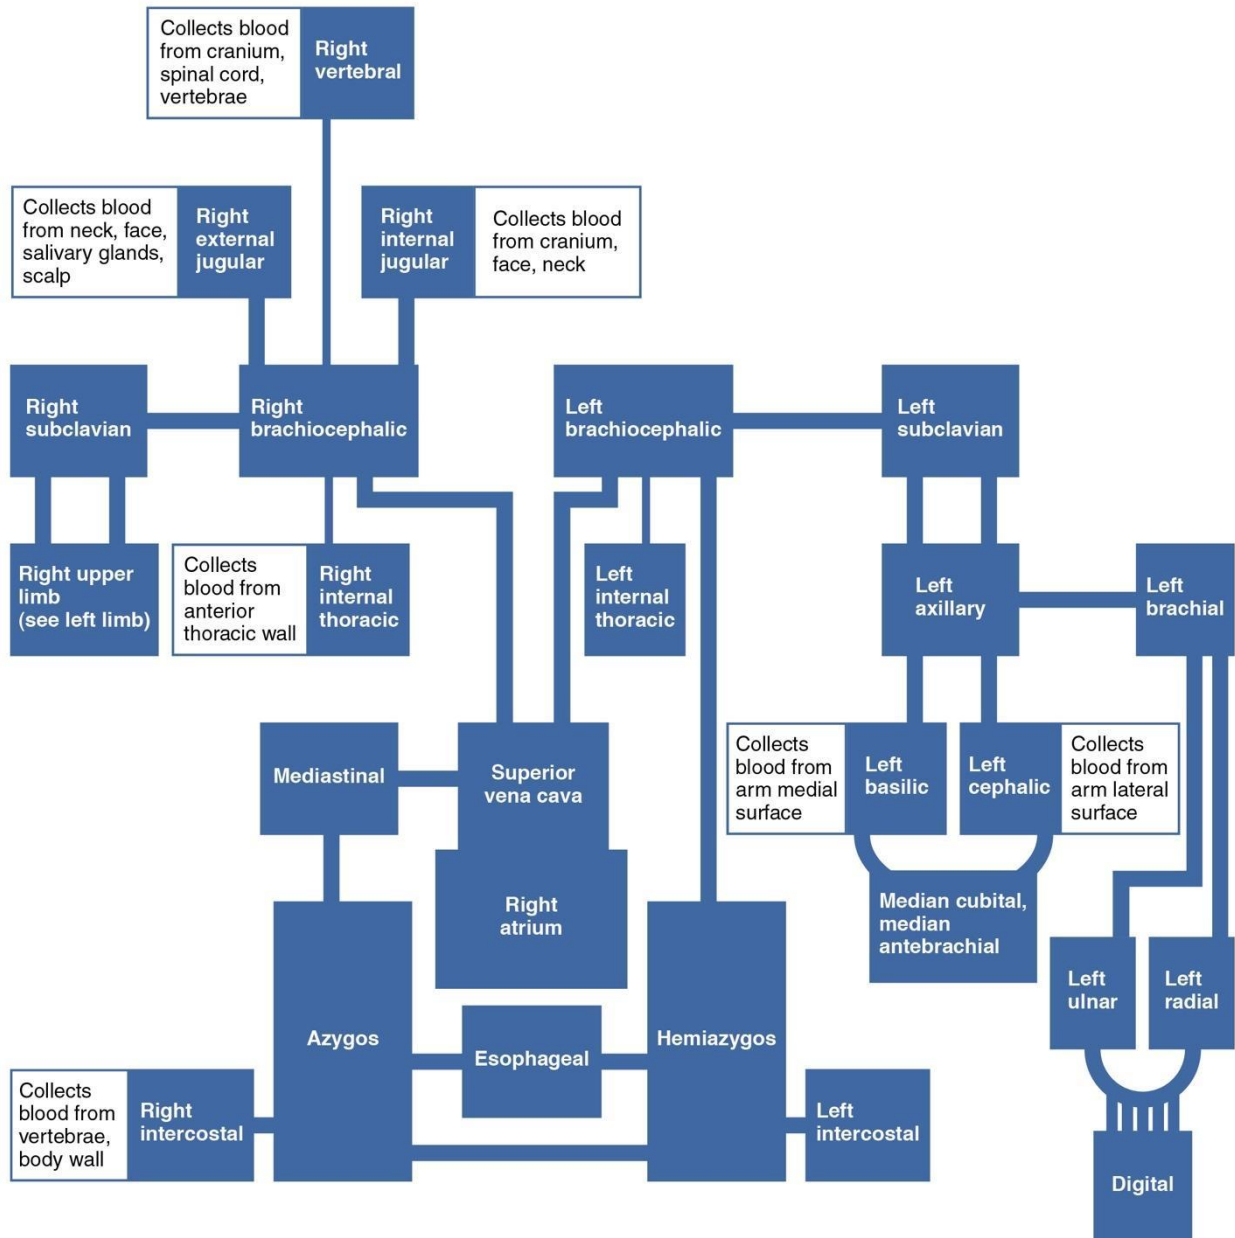 Collects blood
from cranium,
spinal cord,
vertebrae
Right
vertebral
Collects blood
from neck, face,
salivary glands,
scalp
Right
external
jugular
Right
internal
jugular
Collects blood
from cranium,
face, neck
Right
subclavian
Right
brachiocephalic
Left
brachiocephalic
Left
subclavian
Right upper
limb
(see left limb)
Collects
blood from
anterior
thoracic wall
Right
internal
thoracic
Left
internal
thoracic
Left
axillary
Left
brachial
Mediastinal
Superior
vena cava
Collects
blood from
arm medial
surface
Left
basilic
Left
cephalic
Collects
blood from
arm lateral
surface
Right
atrium
Median cubital,
median
antebrachial
Left
ulnar
Left
radial
Azygos
Esophageal
Hemiazygos
Collects
blood from
vertebrae,
body wall
Right
intercostal
Left
intercostal
Digital